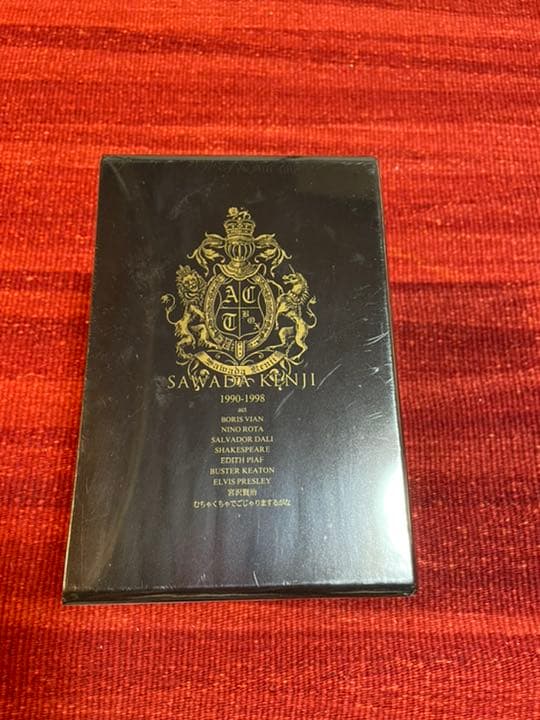 AC
T BOX
Sawada Kenji
SAWADA KENJI
1990-1998
act
BORIS VIAN
NINO ROTA
SALVADOR DALI
SHAKESPEARE
EDITH PIAF
BUSTER KEATON
ELVIS PRESLEY
宮沢賢治
むちゃくちゃでごじゃりまするがな